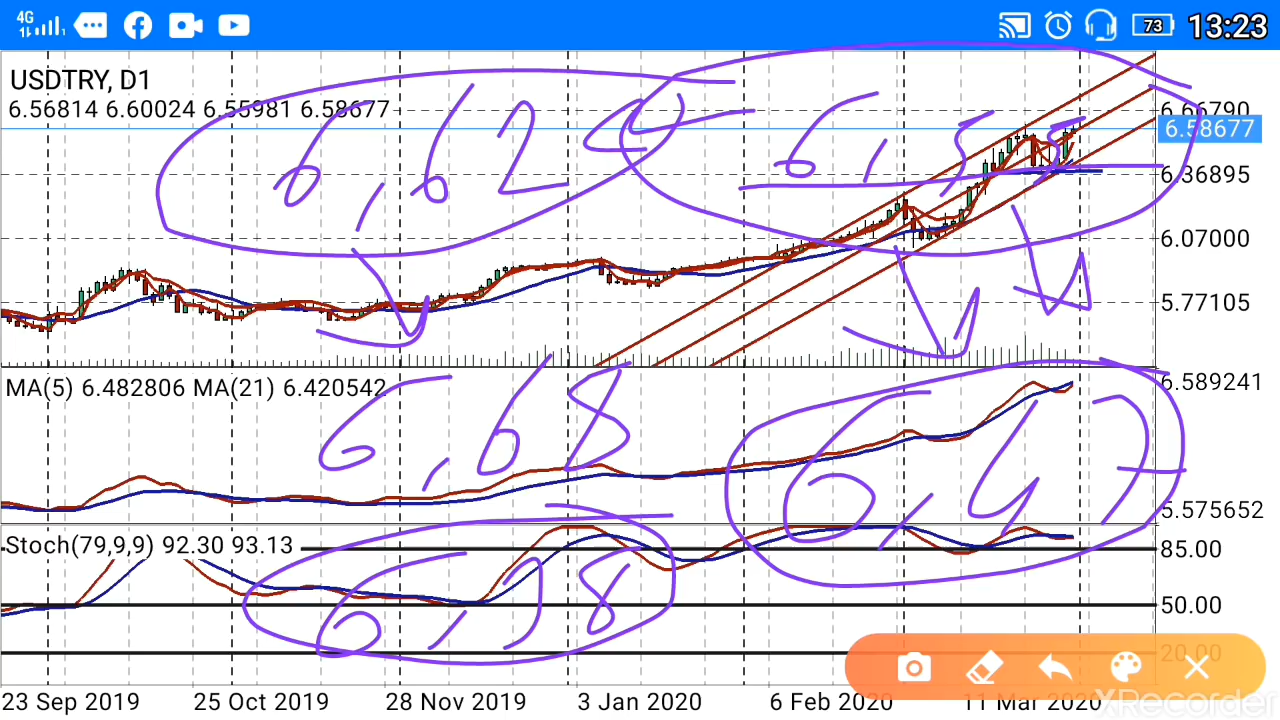 4G 73 13:23
USDTRY, D1
6.56814 6.60024 6.55981 6.58677
6.66790
6.58677
6,62 6,55
6.36895
6.07000
5.77105
MA(5) 6.482806 MA(21) 6.420542
6.589241
6,68 6,47
5.575652
Stoch(79,9,9) 92.30 93.13
85.00
6,38
50.00
20.00
23 Sep 2019 25 Oct 2019 28 Nov 2019 3 Jan 2020 6 Feb 2020 11 Mar 2020
XRecorder